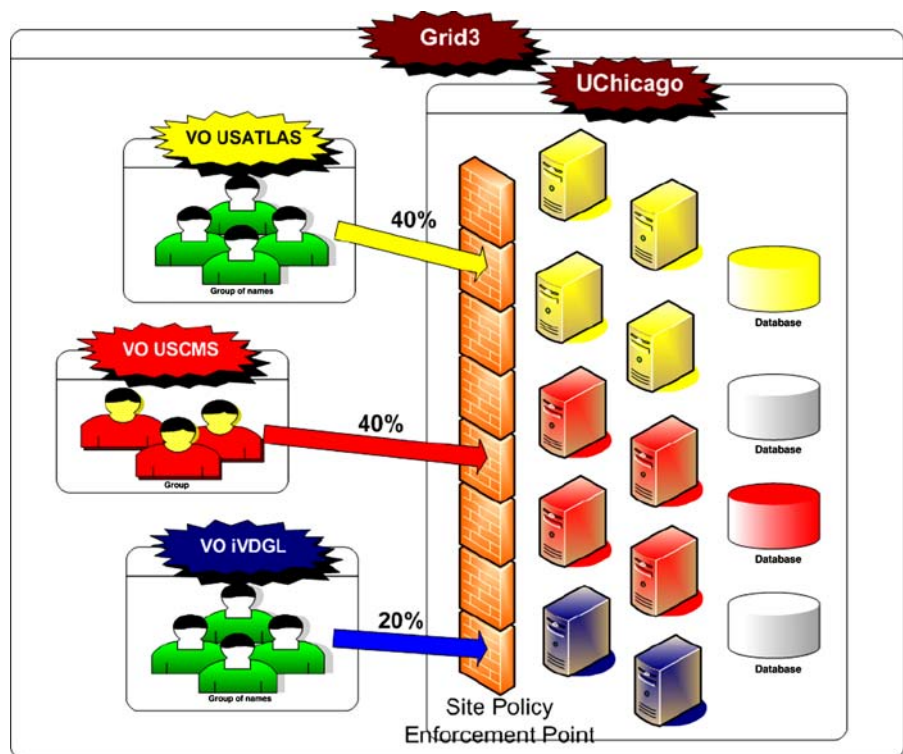 Grid3
UChicago
VO USATLAS
40%
Group of names
Database
VO USCMS
40%
Group
Database
Database
VO iVDGL
20%
Group of names
Database
Site Policy
Enforcement Point